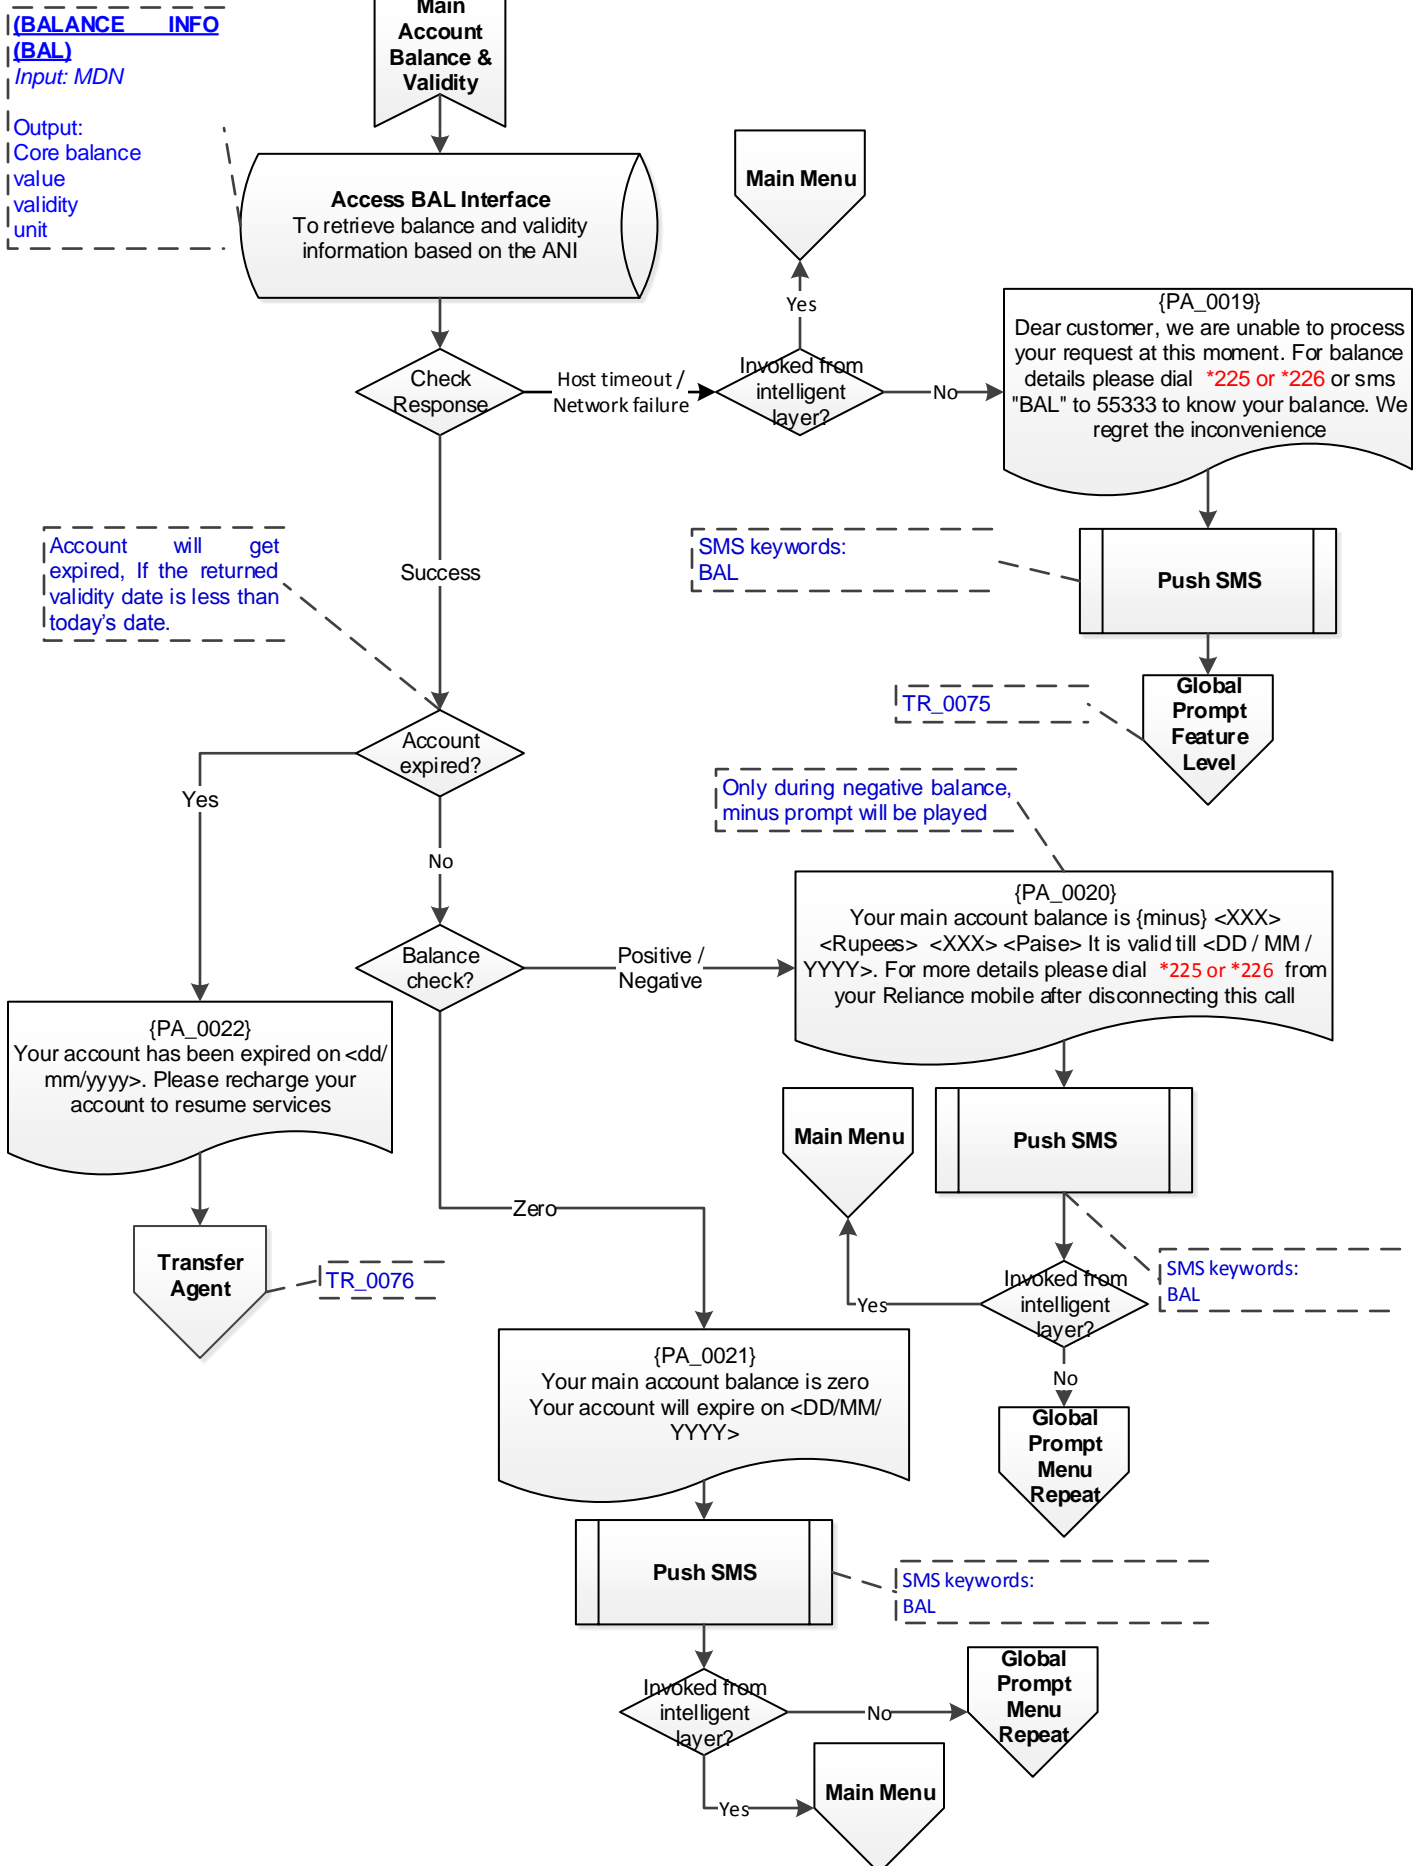 (BALANCE INFO
(BAL)
Input: MDN
Output:
Core balance
value
validity
unit
Main
Account
Balance &
Validity
Access BAL Interface
To retrieve balance and validity
information based on the ANI
Main Menu
Yes
Check
Response
Host timeout /
Network failure
Invoked from
intelligent
layer?
No
{PA_0019}
Dear customer, we are unable to process
your request at this moment. For balance
details please dial *225 or *226 or sms
"BAL" to 55333 to know your balance. We
regret the inconvenience
Account will get
expired, If the returned
validity date is less than
today's date.
Success
SMS keywords:
BAL
Push SMS
TR_0075
Global
Prompt
Feature
Level
Account
expired?
Yes
No
Only during negative balance,
minus prompt will be played
Balance
check?
Positive /
Negative
{PA_0020}
Your main account balance is {minus} <XXX>
<Rupees> <XXX> <Paise> It is valid till <DD / MM /
YYYY>. For more details please dial *225 or *226 from
your Reliance mobile after disconnecting this call
{PA_0022}
Your account has been expired on <dd/
mm/yyyy>. Please recharge your
account to resume services
Main Menu
Push SMS
Zero
Transfer
Agent
TR_0076
SMS keywords:
BAL
Invoked from
intelligent
layer?
Yes
No
{PA_0021}
Your main account balance is zero
Your account will expire on <DD/MM/
YYYY>
Global
Prompt
Menu
Repeat
Push SMS
SMS keywords:
BAL
Invoked from
intelligent
layer?
No
Global
Prompt
Menu
Repeat
Yes
Main Menu